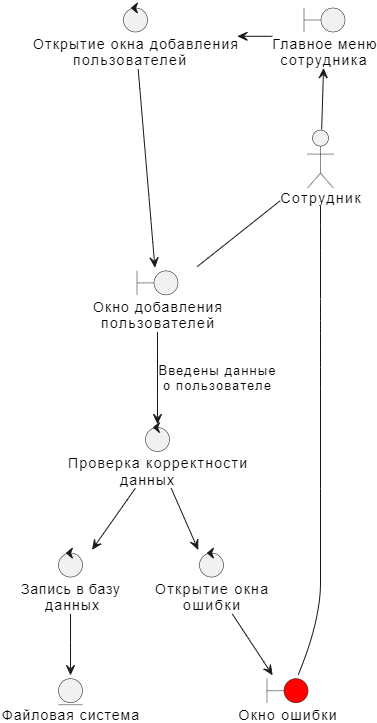 Открытие окна добавления
пользователей
Главное меню
сотрудника
Сотрудник
Окно добавления
пользователей
Введены данные
о пользователе
Проверка корректности
данных
Запись в базу
данных
Открытие окна
ошибки
Файловая система
Окно ошибки